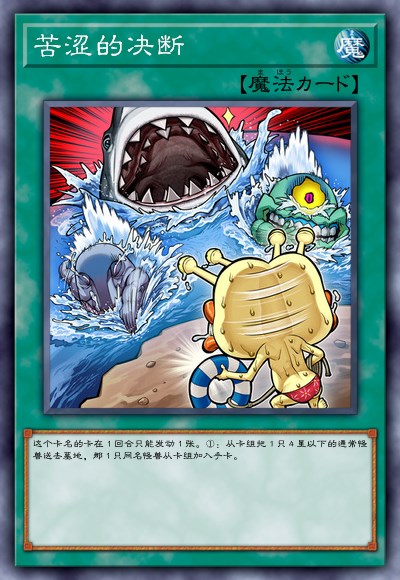 苦涩的决断
魔
【魔法カード】
ま ほう
这个卡名的卡在1回合只能发动1张。①：从卡组把1只4星以下的通常怪
兽送去墓地，那1只同名怪兽从卡组加入手卡。